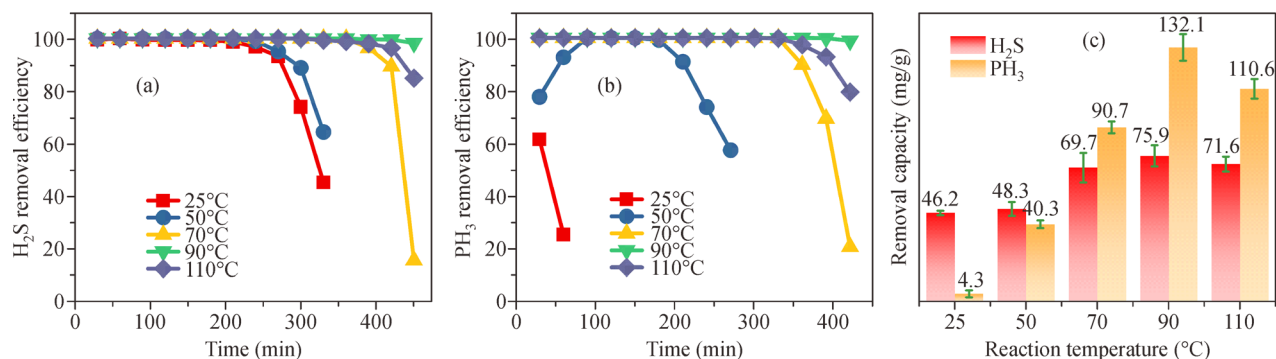 100
80
60
40
20
0
H₂S removal efficiency
(a)
25°C
50°C
70°C
90°C
110°C
0 100 200 300 400
Time (min)
100
80
60
40
20
0
PH₃ removal efficiency
(b)
25°C
50°C
70°C
90°C
110°C
0 100 200 300 400
Time (min)
Removal capacity (mg/g)
H₂S
PH₃
(c)
46.2
4.3
48.3
40.3
69.7
90.7
75.9
132.1
71.6
110.6
25 50 70 90 110
Reaction temperature (°C)